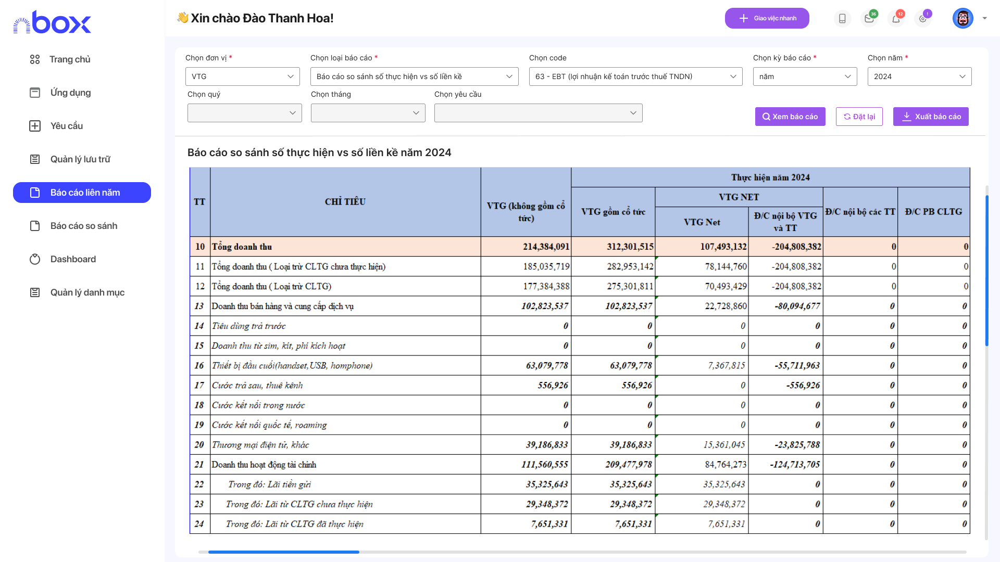 nbox
Xin chào Đào Thanh Hoa!
Giao việc nhanh
36
12
!
Trang chủ
Ứng dụng
Yêu cầu
Quản lý lưu trữ
Báo cáo liên năm
Báo cáo so sánh
Dashboard
Quản lý danh mục
Chọn đơn vị * Chọn loại báo cáo * Chọn code Chọn kỳ báo cáo * Chọn năm *
VTG Báo cáo so sánh số thực hiện vs số liền kề 63 - EBT (lợi nhuận kế toán trước thuế TNDN) năm 2024
Chọn quý Chọn tháng Chọn yêu cầu
Xem báo cáo Đặt lại Xuất báo cáo
Báo cáo so sánh số thực hiện vs số liền kề năm 2024
Thực hiện năm 2024
TT CHỈ TIÊU VTG (không gồm cổ tức) VTG gồm cổ tức VTG NET Đ/C nội bộ các TT Đ/C PB CLTG
VTG Net Đ/C nội bộ VTG và TT
10 Tổng doanh thu 214,384,091 312,301,515 107,493,132 -204,808,382 0 0
11 Tổng doanh thu ( Loại trừ CLTG chưa thực hiện) 185,035,719 282,953,142 78,144,760 -204,808,382 0 0
12 Tổng doanh thu ( Loại trừ CLTG) 177,384,388 275,301,811 70,493,429 -204,808,382 0 0
13 Doanh thu bán hàng và cung cấp dịch vụ 102,823,537 102,823,537 22,728,860 -80,094,677 0 0
14 Tiêu dùng trả trước 0 0 0 0 0 0
15 Doanh thu từ sim, kít, phí kích hoạt 0 0 0 0 0 0
16 Thiết bị đầu cuối(handset,USB, homphone) 63,079,778 63,079,778 7,367,815 -55,711,963 0 0
17 Cước trả sau, thuê kênh 556,926 556,926 0 -556,926 0 0
18 Cước kết nối trong nước 0 0 0 0 0 0
19 Cước kết nối quốc tế, roaming 0 0 0 0 0 0
20 Thương mại điện tử, khác 39,186,833 39,186,833 15,361,045 -23,825,788 0 0
21 Doanh thu hoạt động tài chính 111,560,555 209,477,978 84,764,273 -124,713,705 0 0
22 Trong đó: Lãi tiền gửi 35,325,643 35,325,643 35,325,643 0 0 0
23 Trong đó: Lãi từ CLTG chưa thực hiện 29,348,372 29,348,372 29,348,372 0 0 0
24 Trong đó: Lãi từ CLTG đã thực hiện 7,651,331 7,651,331 7,651,331 0 0 0